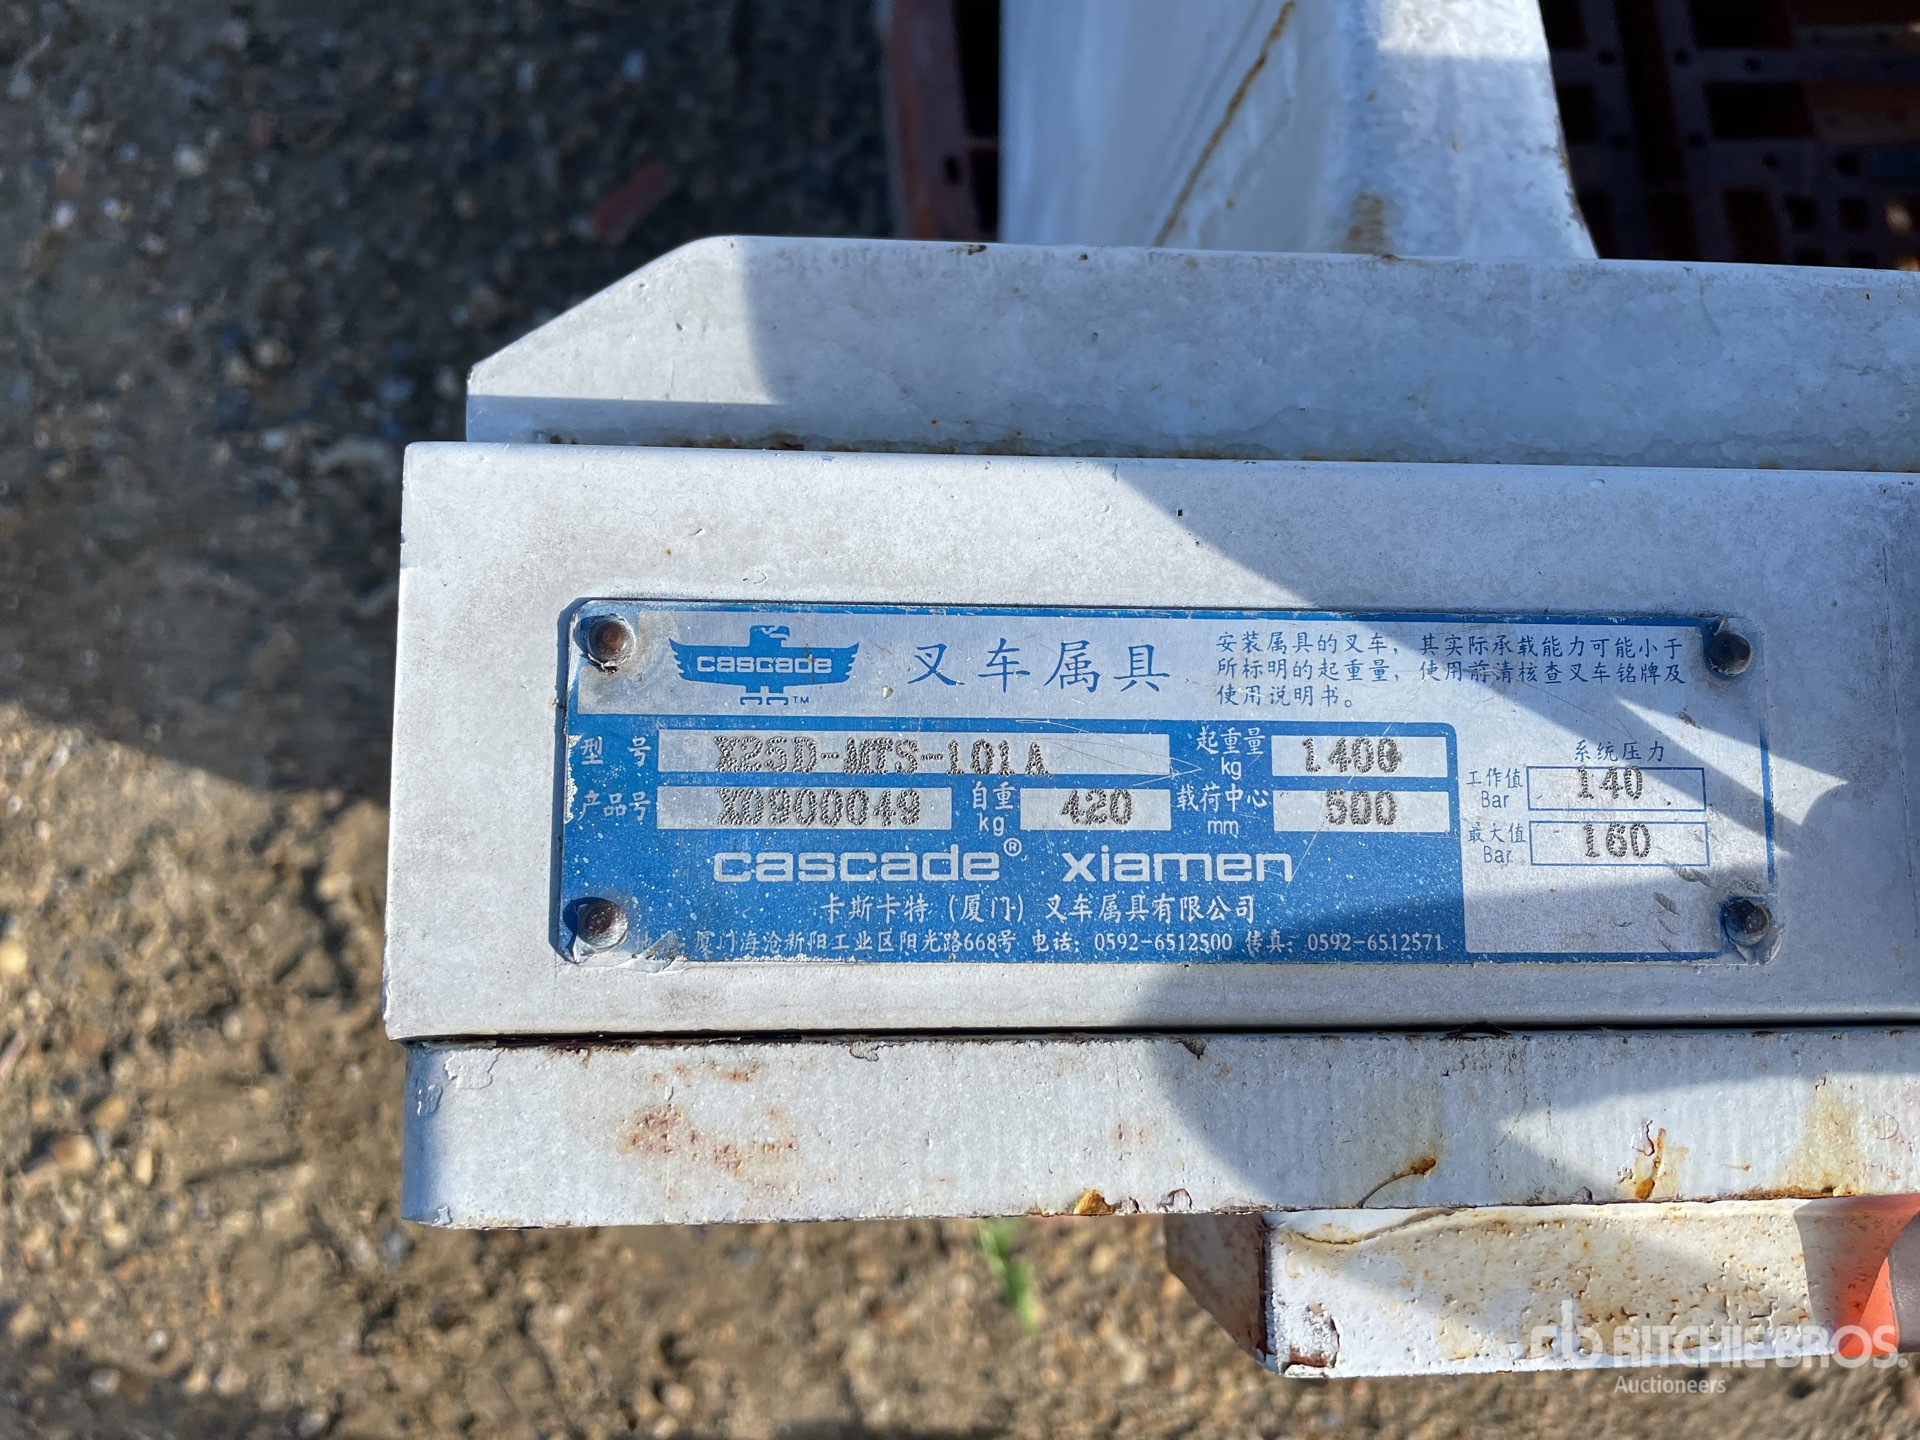 cascade
TM
叉车属具
安装属具的叉车，其实际承载能力可能小于
所标明的起重量，使用前请核查叉车铭牌及
使用说明书。
型号 X25D-MTS-101A 起重量 kg 1400
产品号 X0900049 自重 kg 420 载荷中心 mm 500
系统压力
工作值 Bar 140
最大值 Bar 160
cascade® xiamen
卡斯卡特（厦门）叉车属具有限公司
地址：厦门海沧新阳工业区阳光路668号 电话：0592-6512500 传真：0592-6512571
rb RITCHIE BROS.
Auctioneers